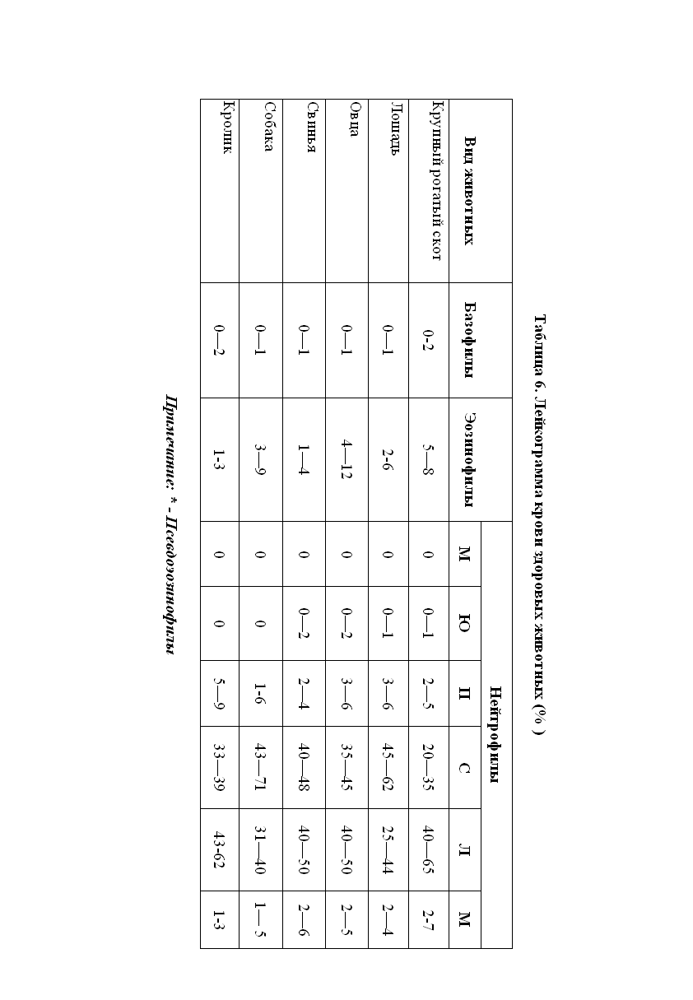 Таблица 6. Лейкограмма крови здоровых животных (% )
Вид животных Базофилы Эозинофилы Нейтрофилы
М Ю П С Л М
Крупный рогатый скот 0-2 5—8 0 0—1 2—5 20—35 40—65 2-7
Лошадь 0—1 2-6 0 0—1 3—6 45—62 25—44 2—4
Овца 0—1 4—12 0 0—2 3—6 35—45 40—50 2—5
Свинья 0—1 1—4 0 0—2 2—4 40—48 40—50 2—6
Собака 0—1 3—9 0 0 1-6 43—71 31—40 1— 5
Кролик 0—2 1-3 0 0 5—9 33—39 43-62 1-3
Примечание: * - Псевдоэозинофилы